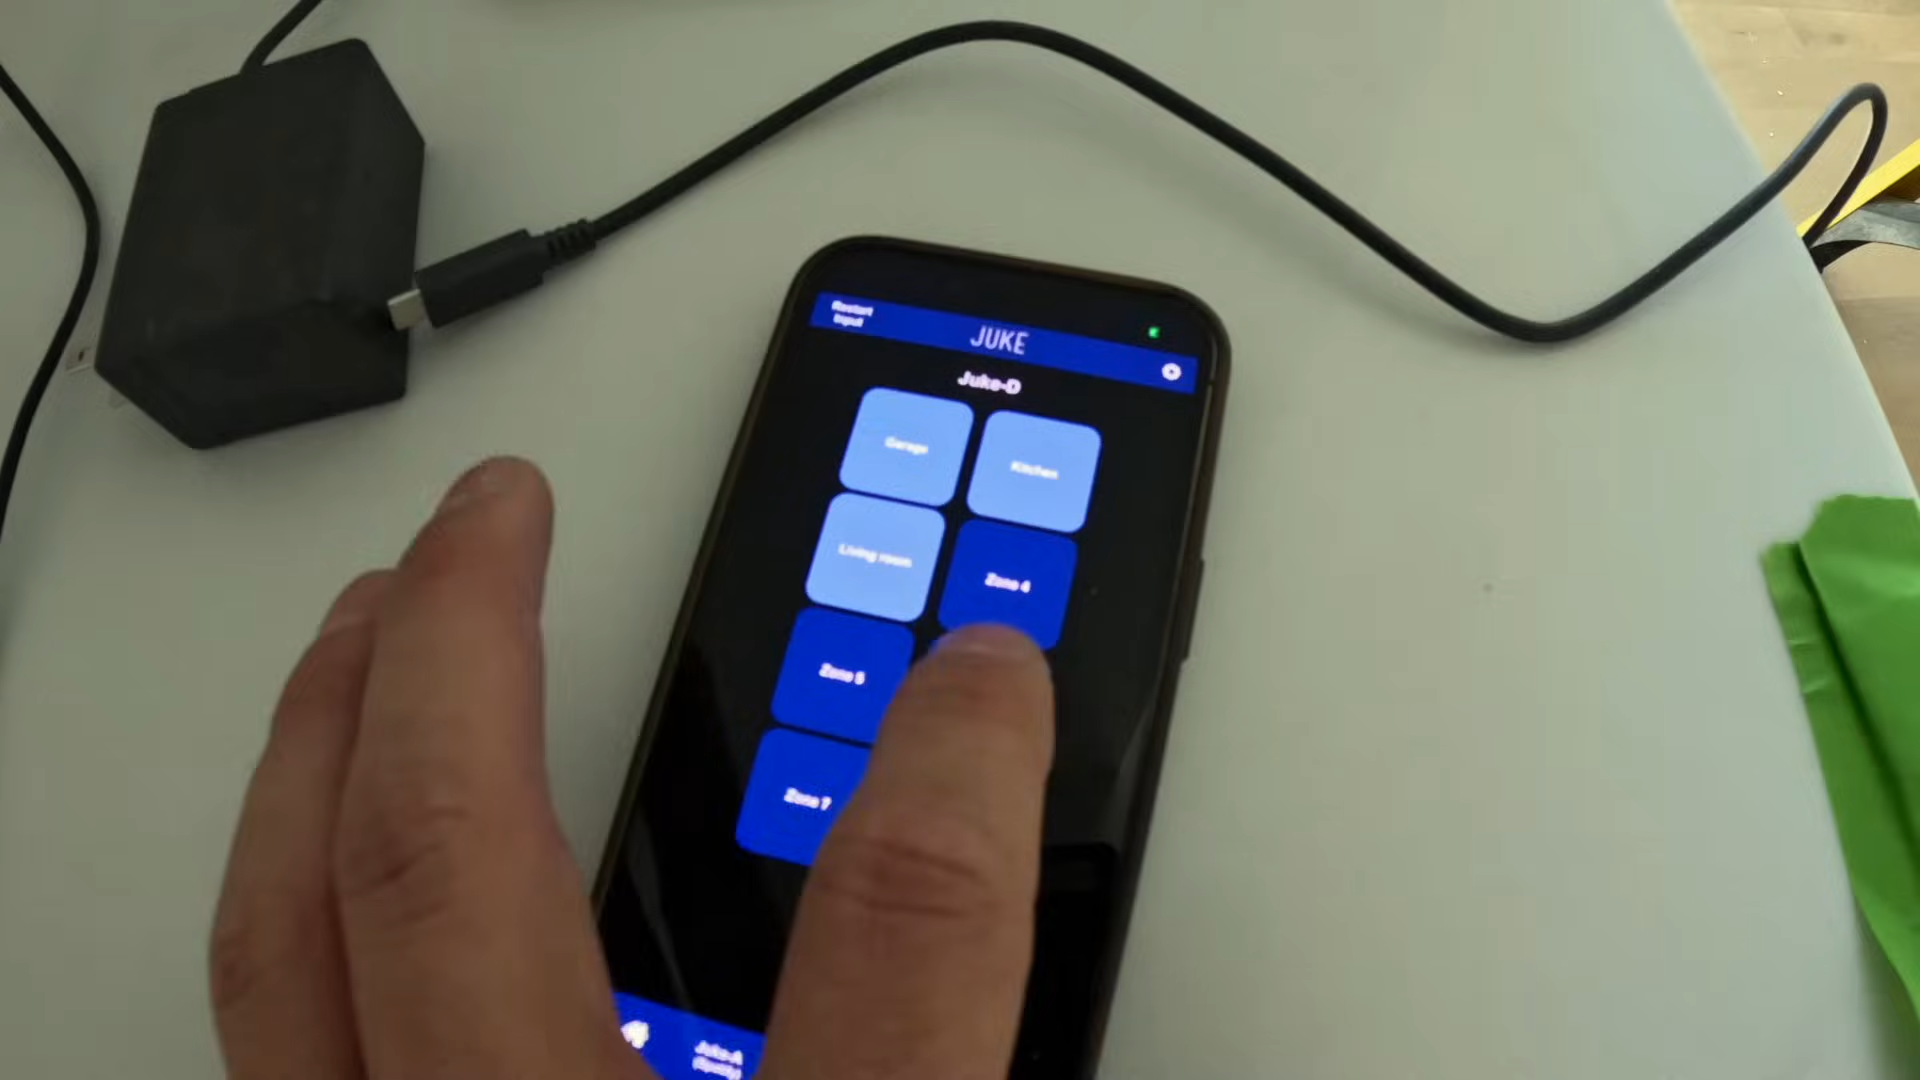 Restart
Input
JUKE
Juke-D
Garage
Kitchen
Living room
Zone 4
Zone 5
Zone 7
Juke-A
(Spotify)